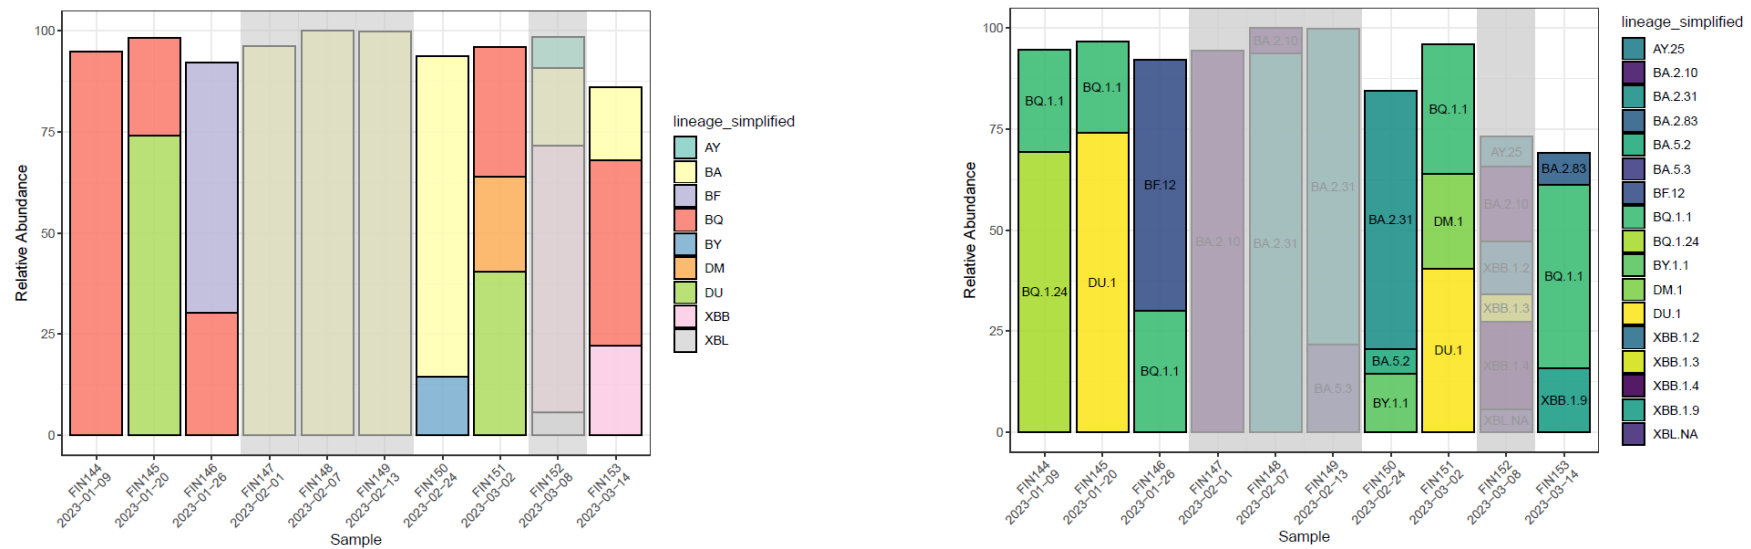 100
75
50
25
0
Relative Abundance
FIN144
2023-01-09
FIN145
2023-01-20
FIN146
2023-01-26
FIN147
2023-02-01
FIN148
2023-02-07
FIN149
2023-02-13
FIN150
2023-02-24
FIN151
2023-03-02
FIN152
2023-03-08
FIN153
2023-03-14
Sample
lineage_simplified
AY
BA
BF
BQ
BY
DM
DU
XBB
XBL
100
75
50
25
0
Relative Abundance
BQ.1.1
BQ.1.24
BQ.1.1
DU.1
BF.12
BQ.1.1
BA.2.10
BA.2.10
BA.2.31
BA.2.31
BA.5.3
BA.2.31
BA.5.2
BY.1.1
BQ.1.1
DM.1
DU.1
AY.25
BA.2.10
XBB.1.2
XBB.1.3
XBB.1.4
XBL.NA
BA.2.83
BQ.1.1
XBB.1.9
FIN144
2023-01-09
FIN145
2023-01-20
FIN146
2023-01-26
FIN147
2023-02-01
FIN148
2023-02-07
FIN149
2023-02-13
FIN150
2023-02-24
FIN151
2023-03-02
FIN152
2023-03-08
FIN153
2023-03-14
Sample
lineage_simplified
AY.25
BA.2.10
BA.2.31
BA.2.83
BA.5.2
BA.5.3
BF.12
BQ.1.1
BQ.1.24
BY.1.1
DM.1
DU.1
XBB.1.2
XBB.1.3
XBB.1.4
XBB.1.9
XBL.NA